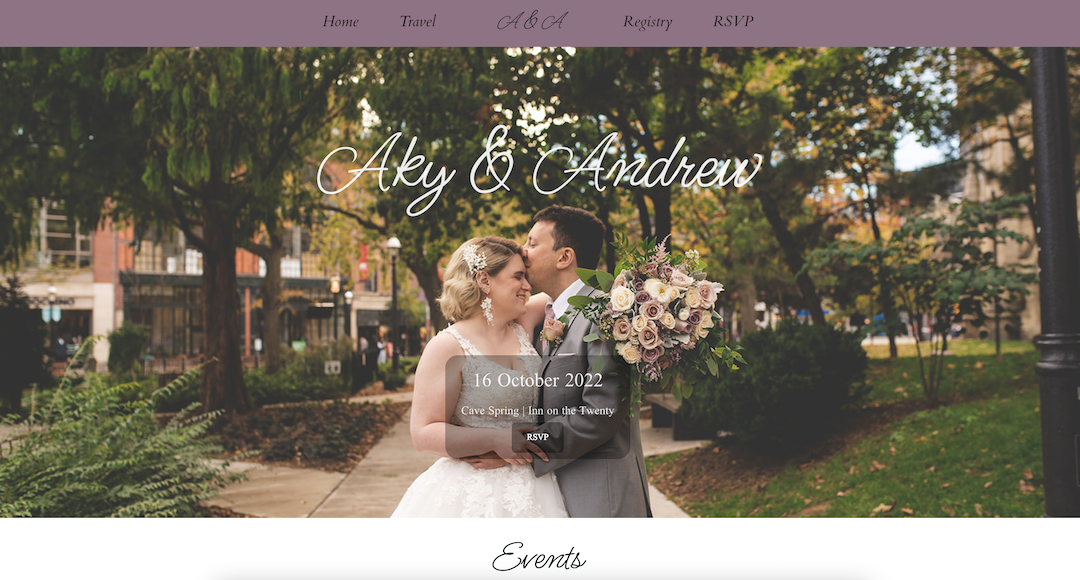 Home Travel A & A Registry RSVP
Aky & Andrew
16 October 2022
Cave Spring | Inn on the Twenty
RSVP
Events